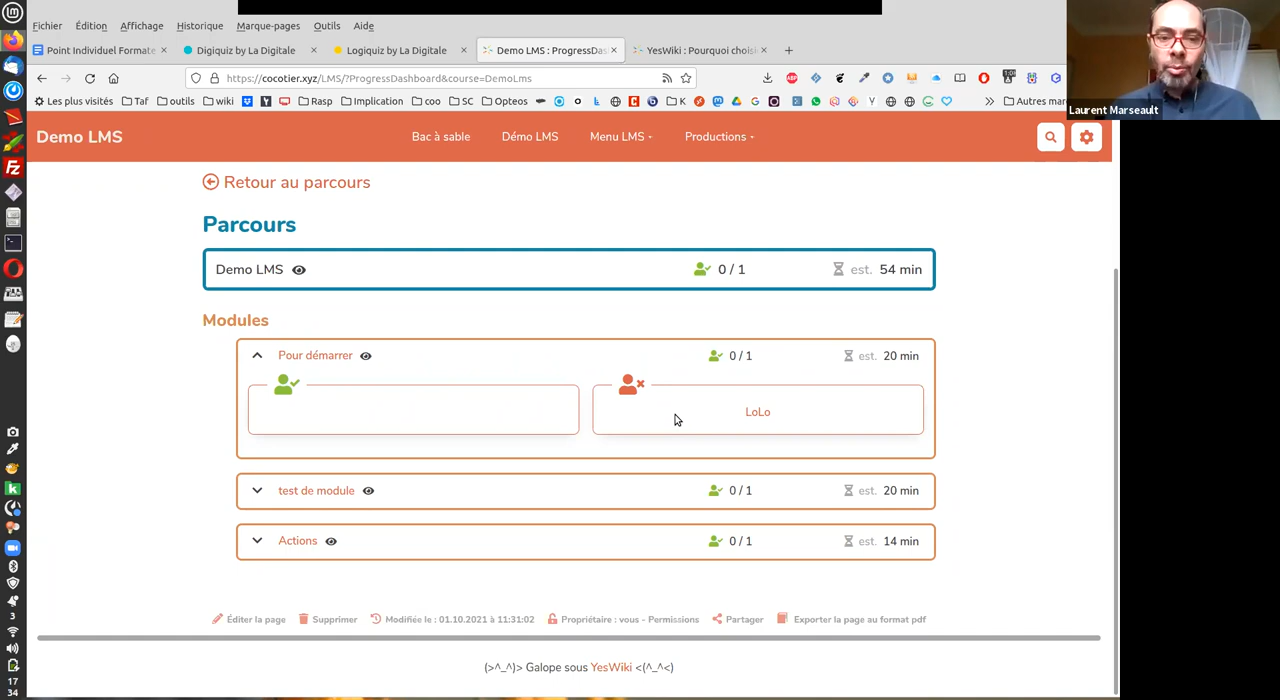 Fichier Édition Affichage Historique Marque-pages Outils Aide
Point Individuel Formate Digiquiz by La Digitale Logiquiz by La Digitale Demo LMS : ProgressDas YesWiki : Pourquoi choisi
https://cocotier.xyz/LMS/?ProgressDashboard&course=DemoLms
Les plus visités Taf outils wiki Rasp Implication coo SC Opteos K Autres mar
Laurent Marseault
Demo LMS Bac à sable Démo LMS Menu LMS Productions
Retour au parcours
Parcours
Demo LMS 0 / 1 est. 54 min
Modules
Pour démarrer 0 / 1 est. 20 min
LoLo
test de module 0 / 1 est. 20 min
Actions 0 / 1 est. 14 min
Éditer la page Supprimer Modifiée le : 01.10.2021 à 11:31:02 Propriétaire : vous - Permissions Partager Exporter la page au format pdf
(>^_^)> Galope sous YesWiki <(^_^<)
3
17
34